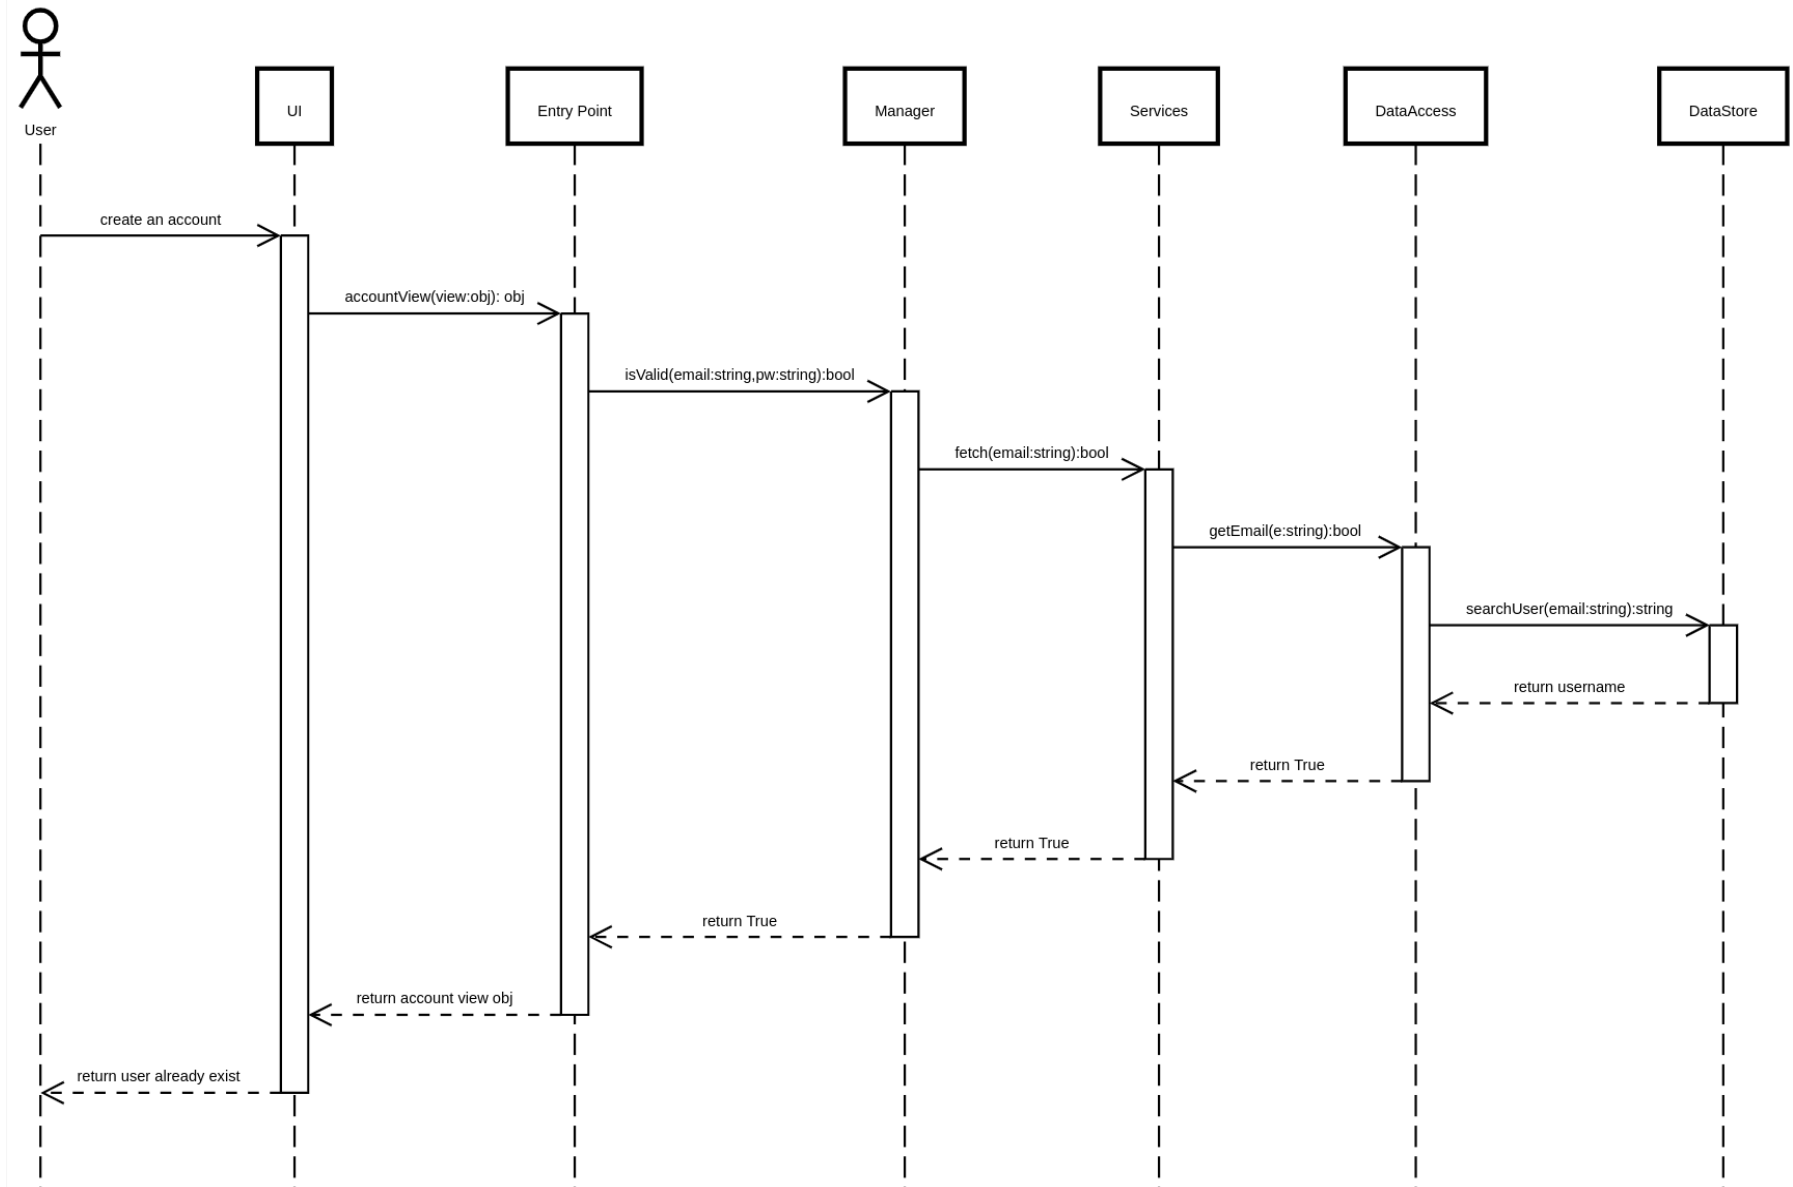 User
UI
Entry Point
Manager
Services
DataAccess
DataStore
create an account
accountView(view:obj): obj
isValid(email:string,pw:string):bool
fetch(email:string):bool
getEmail(e:string):bool
searchUser(email:string):string
return username
return True
return True
return True
return account view obj
return user already exist